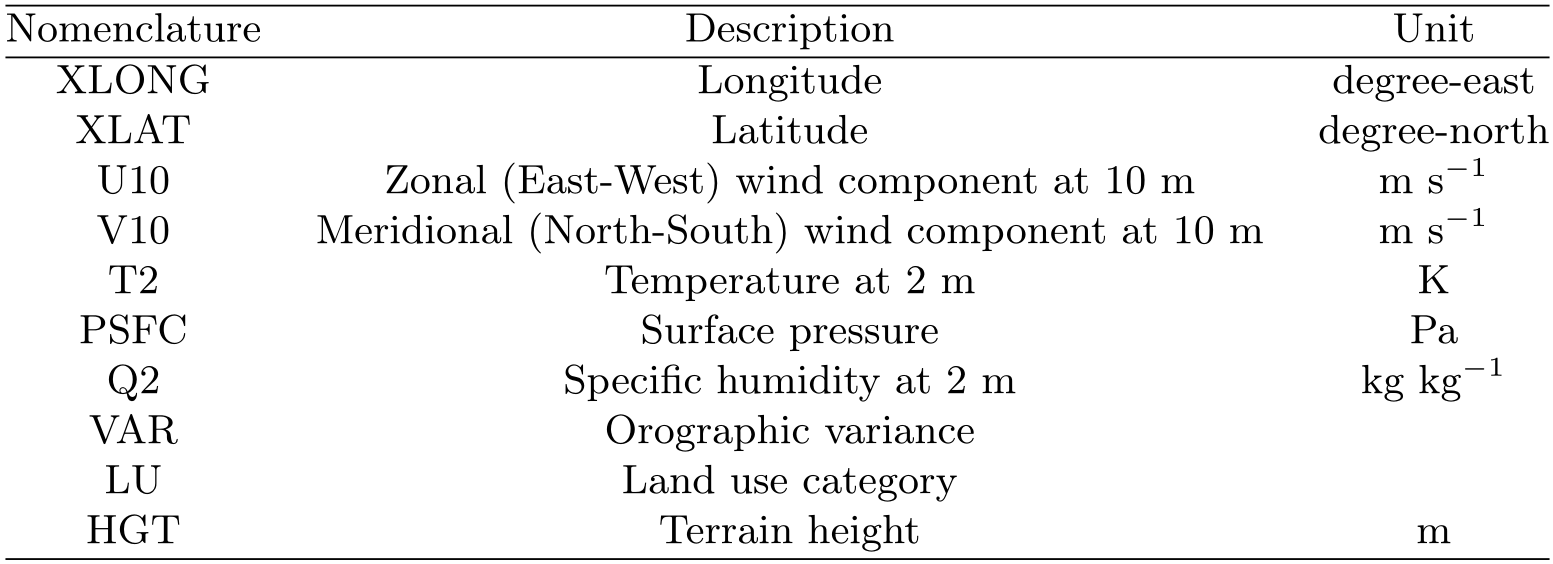 Nomenclature Description Unit
XLONG Longitude degree-east
XLAT Latitude degree-north
U10 Zonal (East-West) wind component at 10 m m s⁻¹
V10 Meridional (North-South) wind component at 10 m m s⁻¹
T2 Temperature at 2 m K
PSFC Surface pressure Pa
Q2 Specific humidity at 2 m kg kg⁻¹
VAR Orographic variance
LU Land use category
HGT Terrain height m